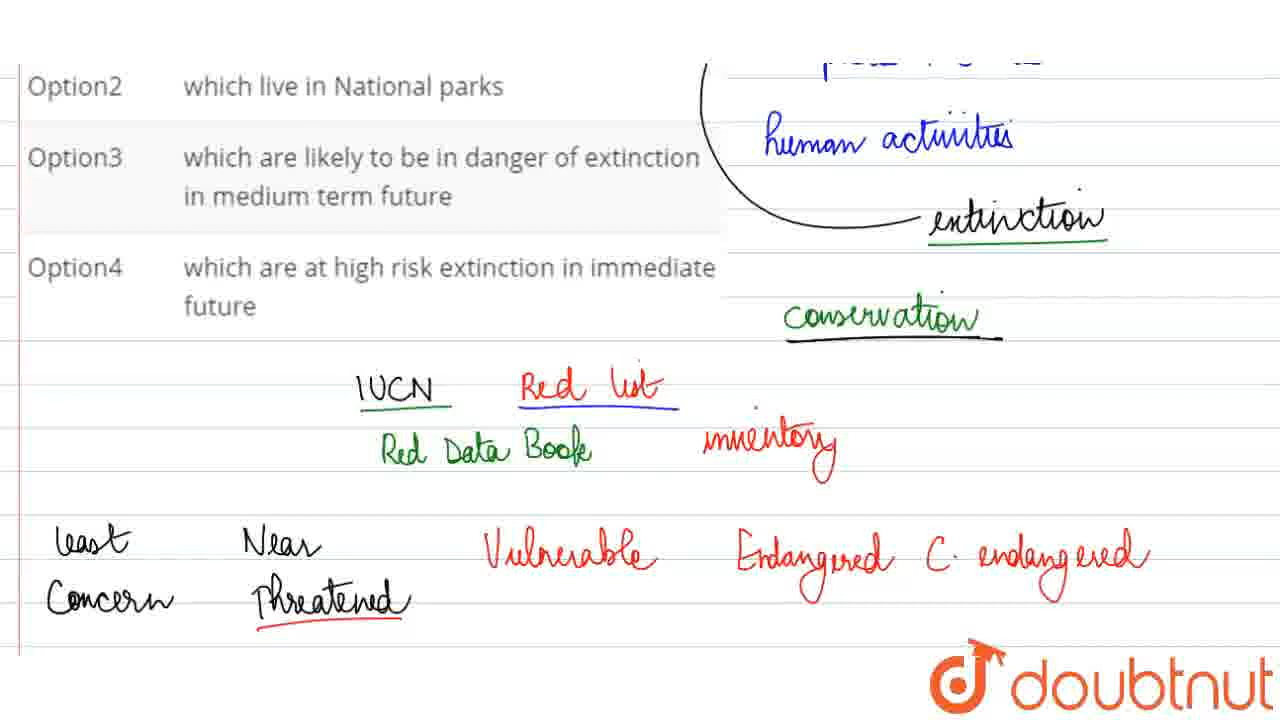 Option2 which live in National parks
Option3 which are likely to be in danger of extinction
in medium term future
Option4 which are at high risk extinction in immediate
future
human activities
extinction
conservation
IUCN Red list
Red Data Book inventory
Least Near Vulnerable Endangered C. endangered
Concern Threatened
doubtnut